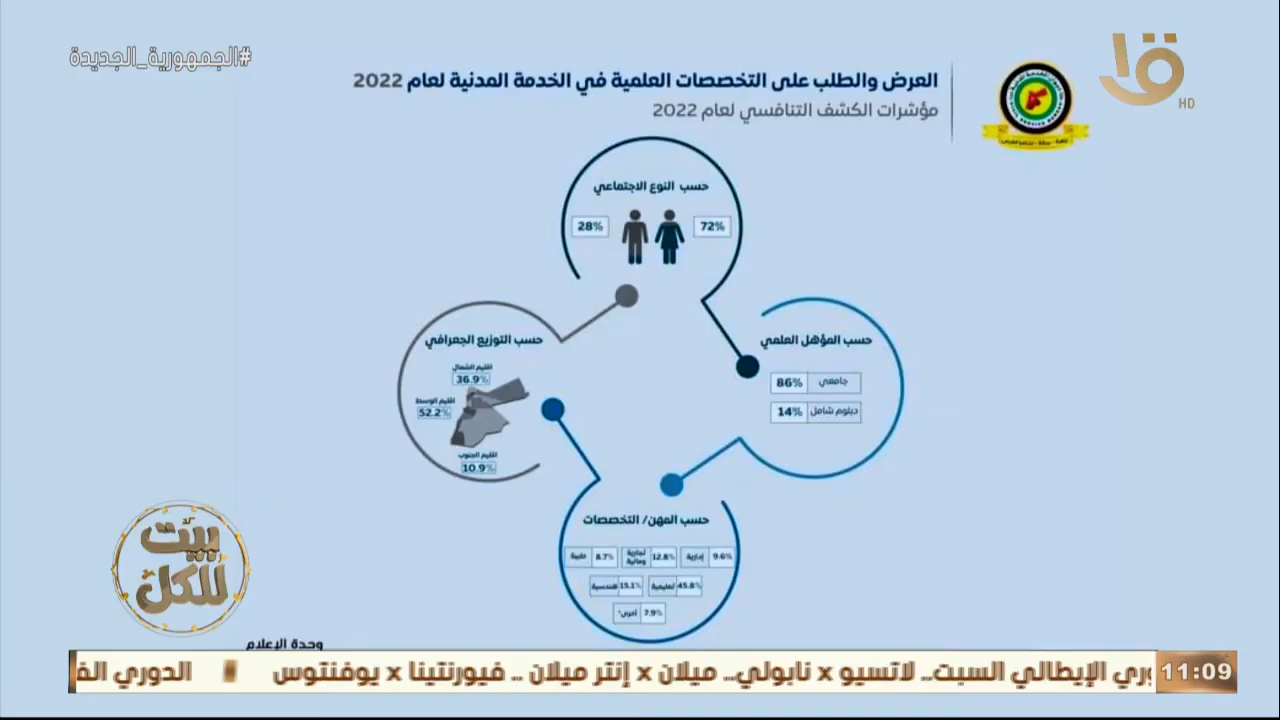 #الجمهورية_الجديدة
HD
العرض والطلب على التخصصات العلمية في الخدمة المدنية لعام 2022
مؤشرات الكشف التنافسي لعام 2022
حسب النوع الاجتماعي
72%
28%
حسب المؤهل العلمي
جامعي 86%
دبلوم شامل 14%
حسب التوزيع الجغرافي
اقليم الشمال
36.9%
اقليم الوسط
52.2%
اقليم الجنوب
10.9%
حسب المهن/ التخصصات
9.6% إدارية 12.8% تجارية ومالية 8.7% طبية
45.8% تعليمية 15.1% هندسية
7.9% أخرى*
بيت للكل
وحدة الإعلام
وري الإيطالي السبت.. لاتسيو x نابولي... ميلان x إنتر ميلان .. فيورنتينا x يوفنتوس
الدوري الف
11:09